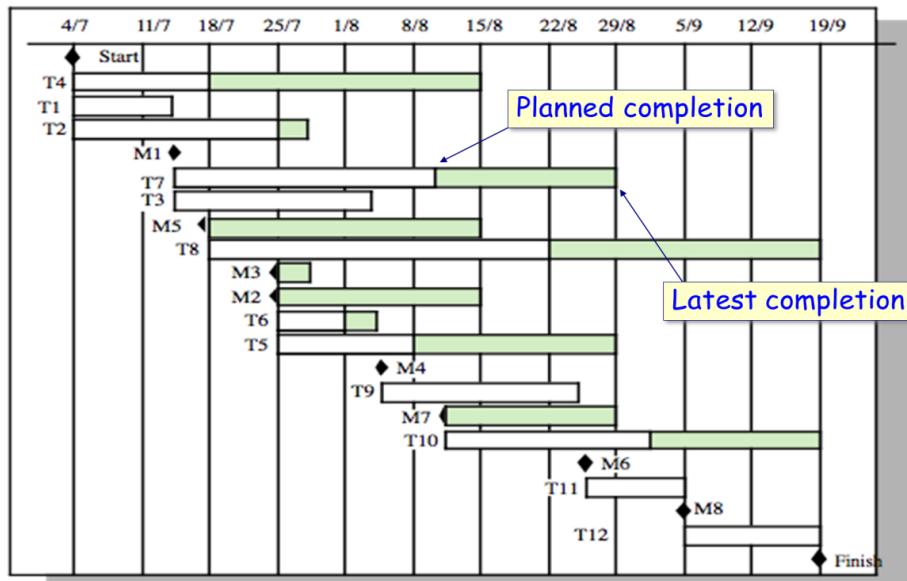 4/7 11/7 18/7 25/7 1/8 8/8 15/8 22/8 29/8 5/9 12/9 19/9
Start
T4
T1
Planned completion
T2
M1
T7
T3
M5
T8
M3
M2
Latest completion
T6
T5
M4
T9
M7
T10
M6
T11
M8
T12
Finish